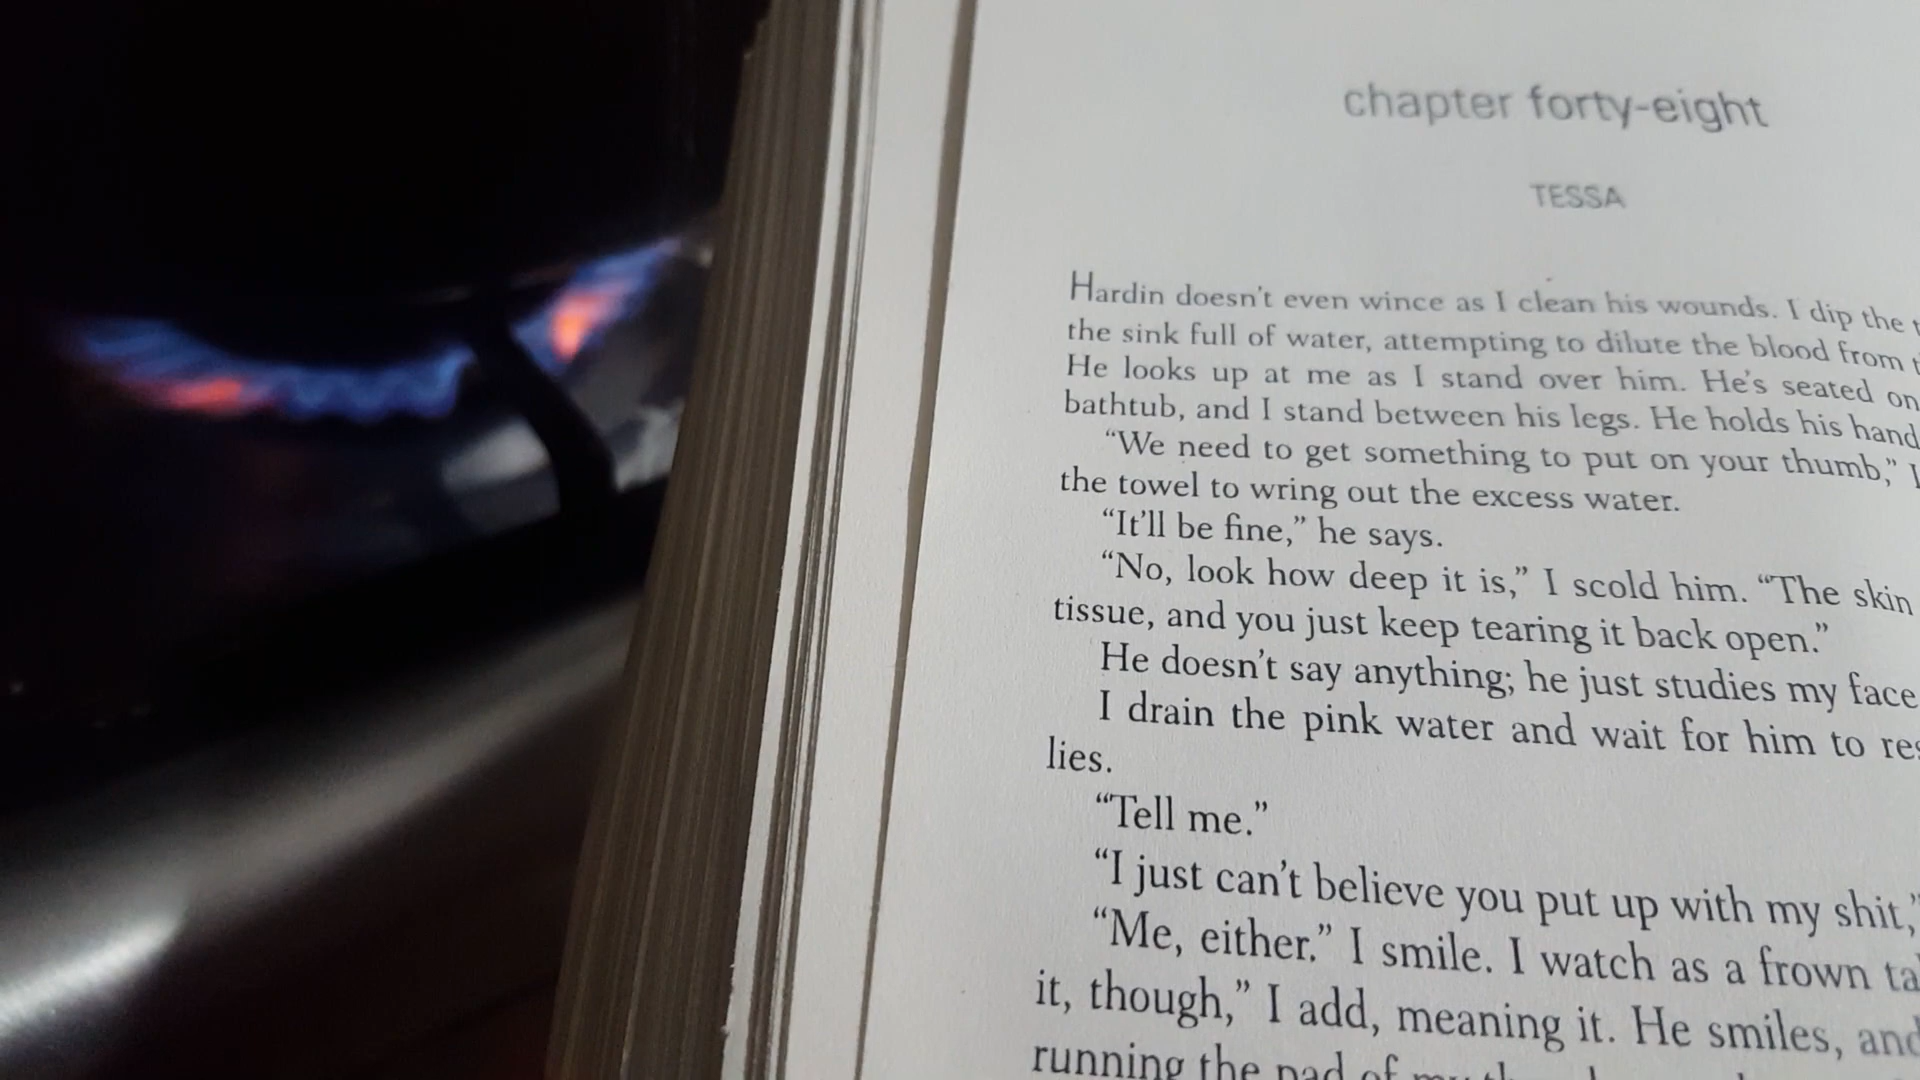 chapter forty-eight
TESSA
Hardin doesn't even wince as I clean his wounds. I dip the
the sink full of water, attempting to dilute the blood from
He looks up at me as I stand over him. He's seated on
bathtub, and I stand between his legs. He holds his hand
“We need to get something to put on your thumb,” I
the towel to wring out the excess water.
“It'll be fine,” he says.
“No, look how deep it is,” I scold him. “The skin
tissue, and you just keep tearing it back open.”
He doesn't say anything; he just studies my face
I drain the pink water and wait for him to
lies.
“Tell me.”
“I just can't believe you put up with my shit,”
“Me, either.” I smile. I watch as a frown
it, though,” I add, meaning it. He smiles, and
running the pad of my